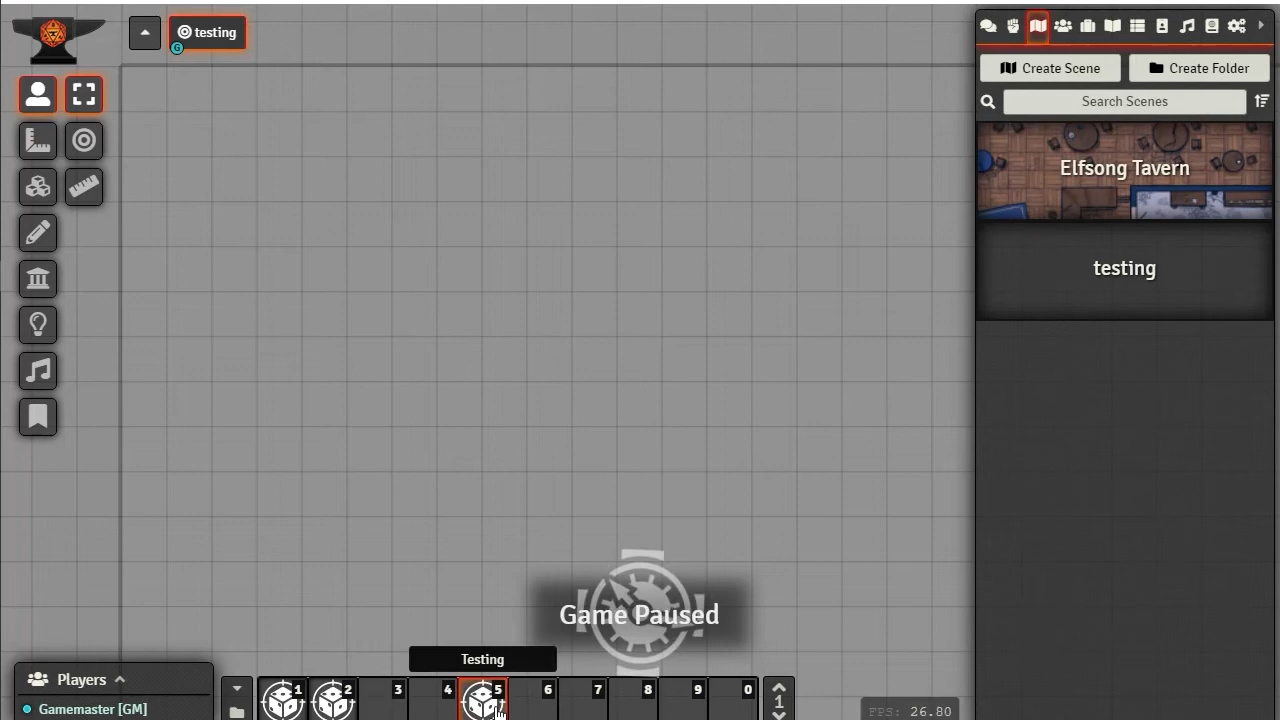 testing
G
Create Scene
Create Folder
Search Scenes
Elfsong Tavern
testing
Game Paused
Testing
Players
Gamemaster [GM]
1
2
3
4
5
6
7
8
9
0
1
FPS: 26.80